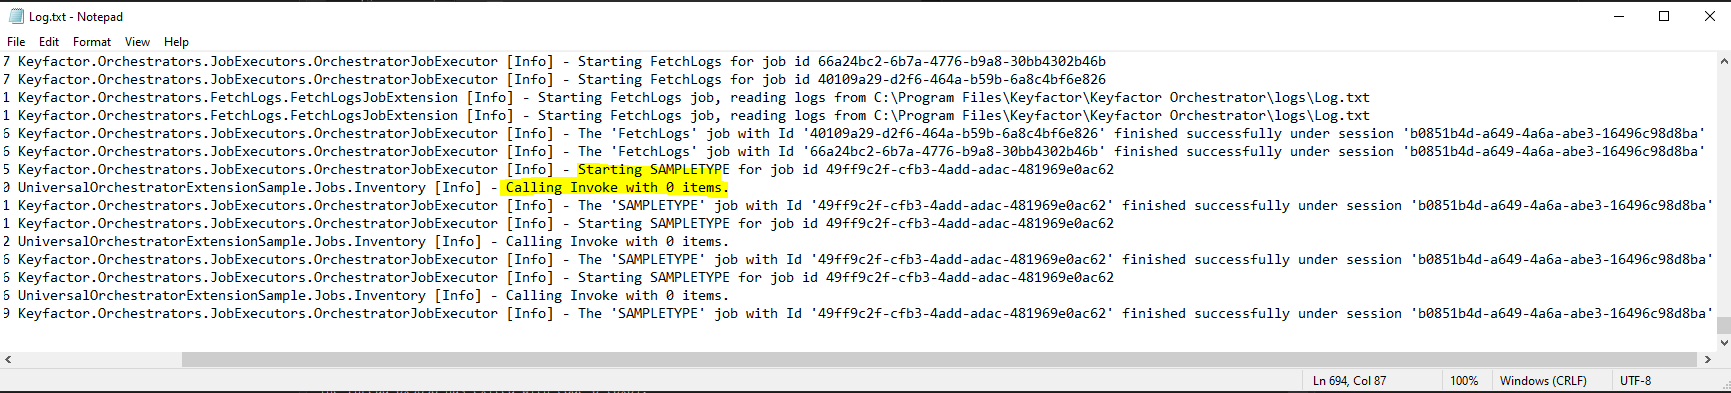 Log.txt - Notepad
File Edit Format View Help
7 Keyfactor.Orchestrators.JobExecutors.OrchestratorJobExecutor [Info] - Starting FetchLogs for job id 66a24bc2-6b7a-4776-b9a8-30bb4302b46b
7 Keyfactor.Orchestrators.JobExecutors.OrchestratorJobExecutor [Info] - Starting FetchLogs for job id 40109a29-d2f6-464a-b59b-6a8c4bf6e826
1 Keyfactor.Orchestrators.FetchLogs.FetchLogsJobExtension [Info] - Starting FetchLogs job, reading logs from C:\Program Files\Keyfactor\Keyfactor Orchestrator\logs\Log.txt
1 Keyfactor.Orchestrators.FetchLogs.FetchLogsJobExtension [Info] - Starting FetchLogs job, reading logs from C:\Program Files\Keyfactor\Keyfactor Orchestrator\logs\Log.txt
6 Keyfactor.Orchestrators.JobExecutors.OrchestratorJobExecutor [Info] - The 'FetchLogs' job with Id '40109a29-d2f6-464a-b59b-6a8c4bf6e826' finished successfully under session 'b0851b4d-a649-4a6a-abe3-16496c98d8ba'
6 Keyfactor.Orchestrators.JobExecutors.OrchestratorJobExecutor [Info] - The 'FetchLogs' job with Id '66a24bc2-6b7a-4776-b9a8-30bb4302b46b' finished successfully under session 'b0851b4d-a649-4a6a-abe3-16496c98d8ba'
5 Keyfactor.Orchestrators.JobExecutors.OrchestratorJobExecutor [Info] - Starting SAMPLETYPE for job id 49ff9c2f-cfb3-4add-adac-481969e0ac62
0 UniversalOrchestratorExtensionSample.Jobs.Inventory [Info] - Calling Invoke with 0 items.
1 Keyfactor.Orchestrators.JobExecutors.OrchestratorJobExecutor [Info] - The 'SAMPLETYPE' job with Id '49ff9c2f-cfb3-4add-adac-481969e0ac62' finished successfully under session 'b0851b4d-a649-4a6a-abe3-16496c98d8ba'
1 Keyfactor.Orchestrators.JobExecutors.OrchestratorJobExecutor [Info] - Starting SAMPLETYPE for job id 49ff9c2f-cfb3-4add-adac-481969e0ac62
2 UniversalOrchestratorExtensionSample.Jobs.Inventory [Info] - Calling Invoke with 0 items.
6 Keyfactor.Orchestrators.JobExecutors.OrchestratorJobExecutor [Info] - The 'SAMPLETYPE' job with Id '49ff9c2f-cfb3-4add-adac-481969e0ac62' finished successfully under session 'b0851b4d-a649-4a6a-abe3-16496c98d8ba'
6 Keyfactor.Orchestrators.JobExecutors.OrchestratorJobExecutor [Info] - Starting SAMPLETYPE for job id 49ff9c2f-cfb3-4add-adac-481969e0ac62
6 UniversalOrchestratorExtensionSample.Jobs.Inventory [Info] - Calling Invoke with 0 items.
9 Keyfactor.Orchestrators.JobExecutors.OrchestratorJobExecutor [Info] - The 'SAMPLETYPE' job with Id '49ff9c2f-cfb3-4add-adac-481969e0ac62' finished successfully under session 'b0851b4d-a649-4a6a-abe3-16496c98d8ba'
Ln 694, Col 87 100% Windows (CRLF) UTF-8